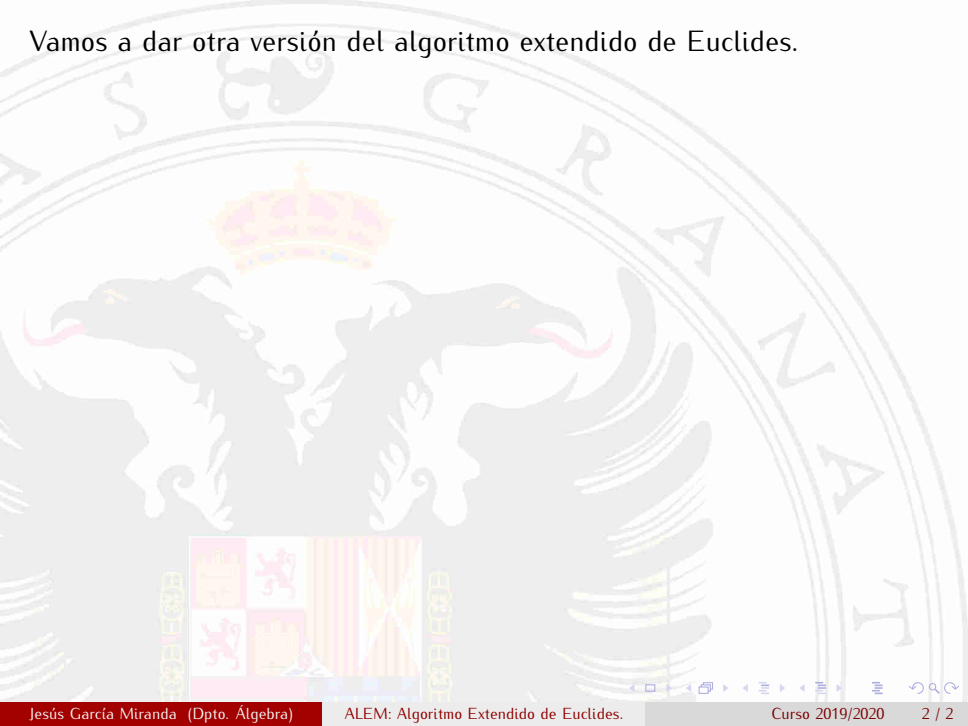 Vamos a dar otra versión del algoritmo extendido de Euclides.
S G R A N A T
Jesús García Miranda (Dpto. Álgebra) ALEM: Algoritmo Extendido de Euclides. Curso 2019/2020 2 / 2